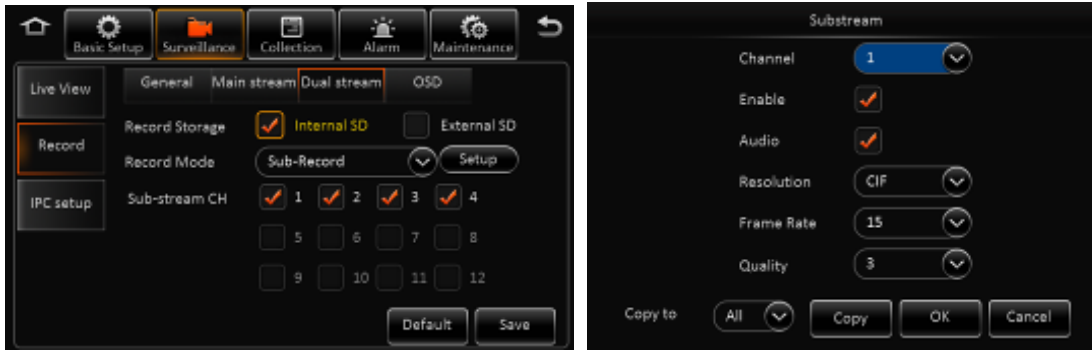 Basic Setup Surveillance Collection Alarm Maintenance
General Main stream Dual stream OSD
Live View
Record
IPC setup
Record Storage Internal SD External SD
Record Mode Sub-Record Setup
Sub-stream CH 1 2 3 4
5 6 7 8
9 10 11 12
Default Save
Substream
Channel 1
Enable
Audio
Resolution CIF
Frame Rate 15
Quality 3
Copy to All Copy OK Cancel